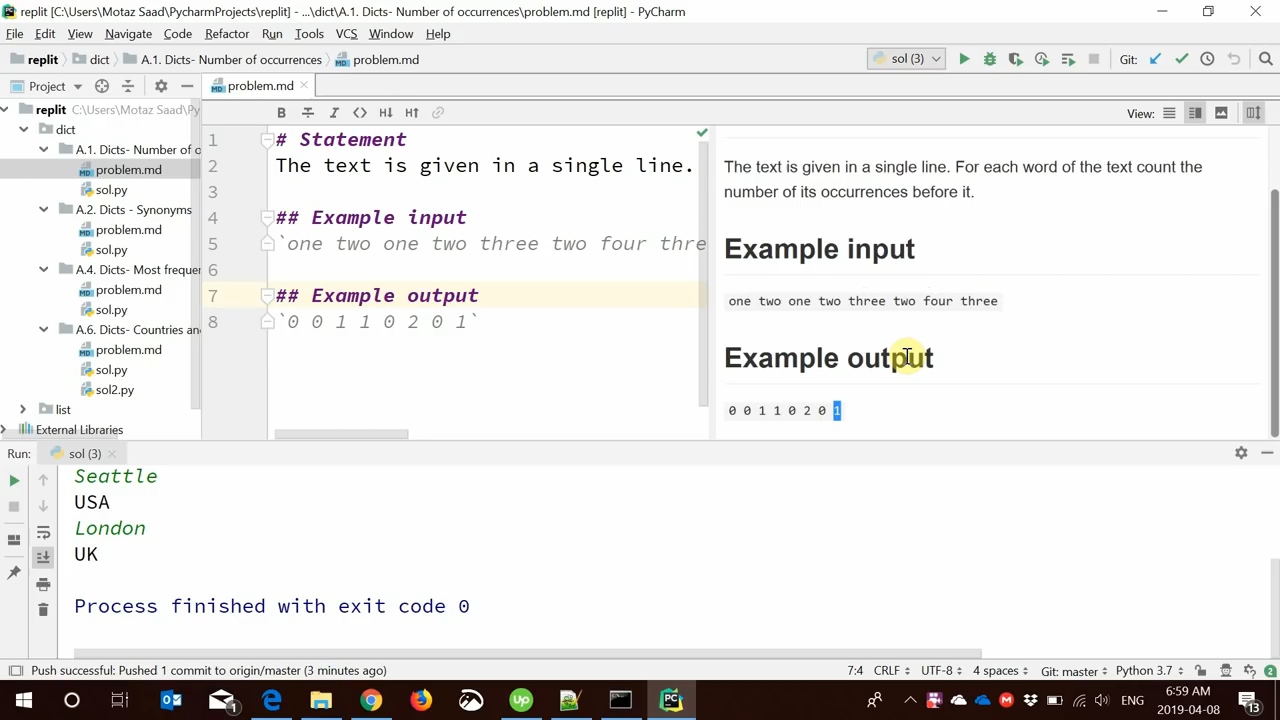 replit [C:\Users\Motaz Saad\PycharmProjects\replit] - ...\dict\A.1. Dicts- Number of occurrences\problem.md [replit] - PyCharm
File Edit View Navigate Code Refactor Run Tools VCS Window Help
replit dict A.1. Dicts- Number of occurrences problem.md sol (3) Git:
Project problem.md
View:
replit C:\Users\Motaz Saad\Py
dict
A.1. Dicts- Number of o
problem.md
sol.py
A.2. Dicts - Synonyms
problem.md
sol.py
A.4. Dicts- Most frequen
problem.md
sol.py
A.6. Dicts- Countries an
problem.md
sol.py
sol2.py
list
External Libraries
1 # Statement
2 The text is given in a single line.
3
4 ## Example input
5 `one two one two three two four thre
6
7 ## Example output
8 `0 0 1 1 0 2 0 1`
The text is given in a single line. For each word of the text count the
number of its occurrences before it.
Example input
one two one two three two four three
Example output
0 0 1 1 0 2 0 1
Run: sol (3)
Seattle
USA
London
UK
Process finished with exit code 0
Push successful: Pushed 1 commit to origin/master (3 minutes ago) 7:4 CRLF UTF-8 4 spaces Git: master Python 3.7 2
1 up ENG 6:59 AM 13
2019-04-08